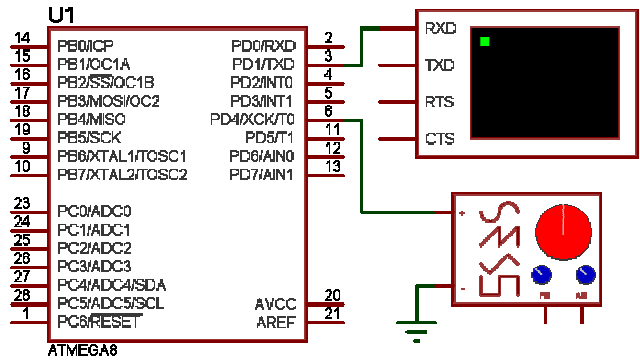 U1
14 PB0/ICP
15 PB1/OC1A
16 PB2/SS/OC1B
17 PB3/MOSI/OC2
18 PB4/MISO
19 PB5/SCK
9 PB6/XTAL1/TOSC1
10 PB7/XTAL2/TOSC2
23 PC0/ADC0
24 PC1/ADC1
25 PC2/ADC2
26 PC3/ADC3
27 PC4/ADC4/SDA
28 PC5/ADC5/SCL
1 PC6/RESET
PD0/RXD 2
PD1/TXD 3
PD2/INT0 4
PD3/INT1 5
PD4/XCK/T0 6
PD5/T1 11
PD6/AIN0 12
PD7/AIN1 13
AVCC 20
AREF 21
ATMEGA8
RXD
TXD
RTS
CTS
+
-